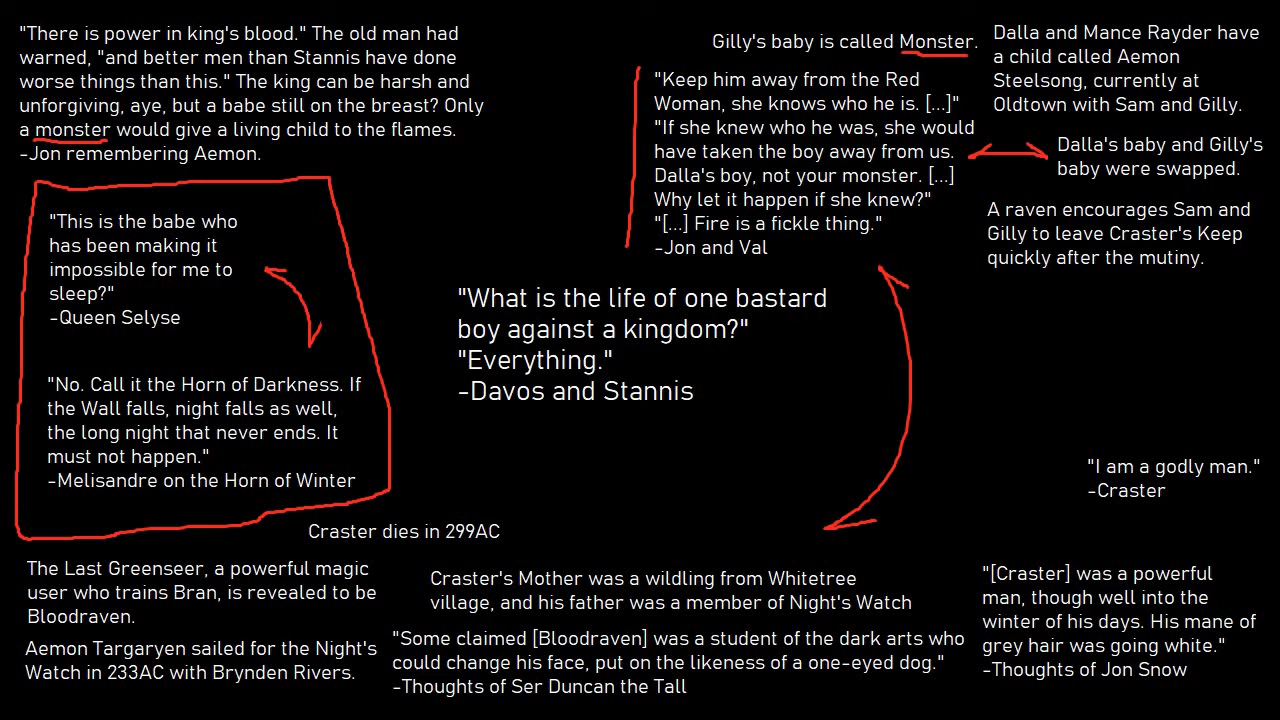 "There is power in king's blood." The old man had
warned, "and better men than Stannis have done
worse things than this." The king can be harsh and
unforgiving, aye, but a babe still on the breast? Only
a monster would give a living child to the flames.
-Jon remembering Aemon.
Gilly's baby is called Monster.
"Keep him away from the Red
Woman, she knows who he is. [...]"
"If she knew who he was, she would
have taken the boy away from us.
Dalla's boy, not your monster. [...]
Why let it happen if she knew?"
"[...] Fire is a fickle thing."
-Jon and Val
Dalla and Mance Rayder have
a child called Aemon
Steelsong, currently at
Oldtown with Sam and Gilly.
Dalla's baby and Gilly's
baby were swapped.
A raven encourages Sam and
Gilly to leave Craster's Keep
quickly after the mutiny.
"This is the babe who
has been making it
impossible for me to
sleep?"
-Queen Selyse
"No. Call it the Horn of Darkness. If
the Wall falls, night falls as well,
the long night that never ends. It
must not happen."
-Melisandre on the Horn of Winter
"What is the life of one bastard
boy against a kingdom?"
"Everything."
-Davos and Stannis
"I am a godly man."
-Craster
Craster dies in 299AC
The Last Greenseer, a powerful magic
user who trains Bran, is revealed to be
Bloodraven.
Aemon Targaryen sailed for the Night's
Watch in 233AC with Brynden Rivers.
Craster's Mother was a wildling from Whitetree
village, and his father was a member of Night's Watch
"Some claimed [Bloodraven] was a student of the dark arts who
could change his face, put on the likeness of a one-eyed dog."
-Thoughts of Ser Duncan the Tall
"[Craster] was a powerful
man, though well into the
winter of his days. His mane of
grey hair was going white."
-Thoughts of Jon Snow